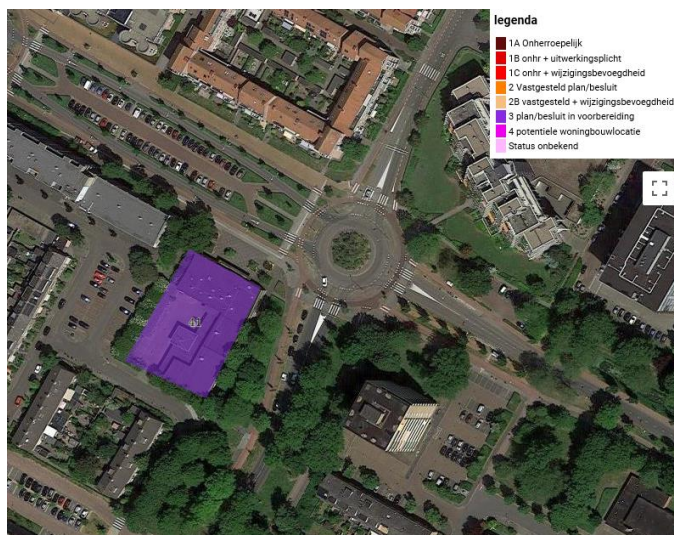 legenda
1A Onherroepelijk
1B onhr + uitwerkingsplicht
1C onhr + wijzigingsbevoegdheid
2 Vastgesteld plan/besluit
2B vastgesteld + wijzigingsbevoegdheid
3 plan/besluit in voorbereiding
4 potentiele woningbouwlocatie
Status onbekend